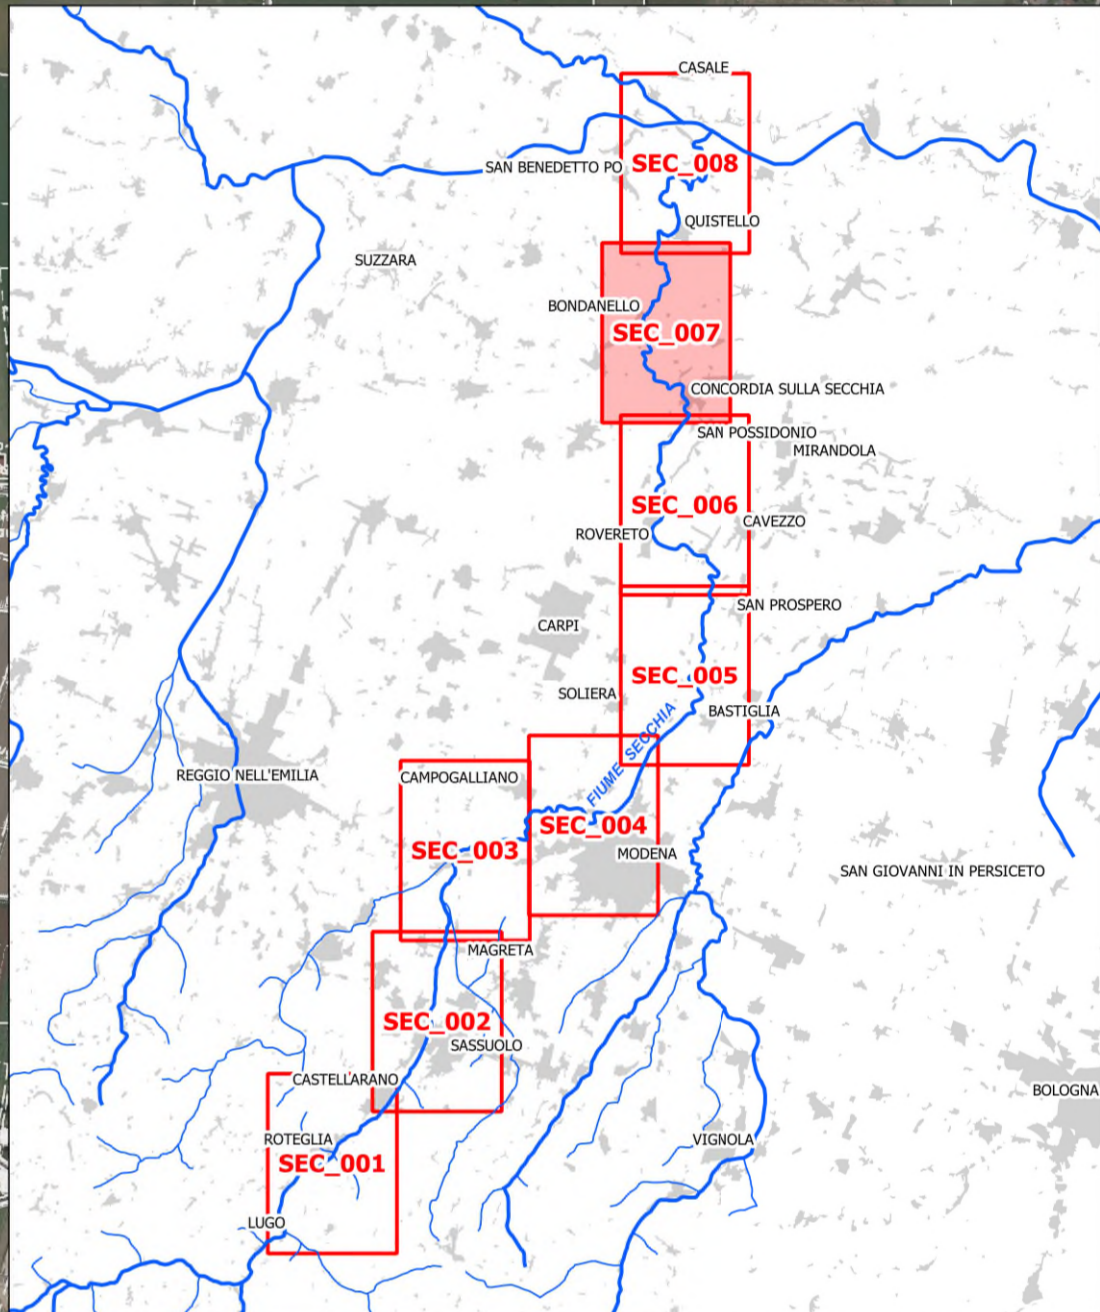 CASALE
SAN BENEDETTO PO
SEC_008
QUISTELLO
SUZZARA
BONDANELLO
SEC_007
CONCORDIA SULLA SECCHIA
SAN POSSIDONIO
MIRANDOLA
SEC_006
CAVEZZO
ROVERETO
SAN PROSPERO
CARPI
SEC_005
SOLIERA
BASTIGLIA
FIUME SECCHIA
REGGIO NELL'EMILIA
CAMPOGALLIANO
SEC_004
SEC_003
MODENA
SAN GIOVANNI IN PERSICETO
MAGRETA
SEC_002
SASSUOLO
CASTELLARANO
BOLOGNA
ROTEGLIA
VIGNOLA
SEC_001
LUGO